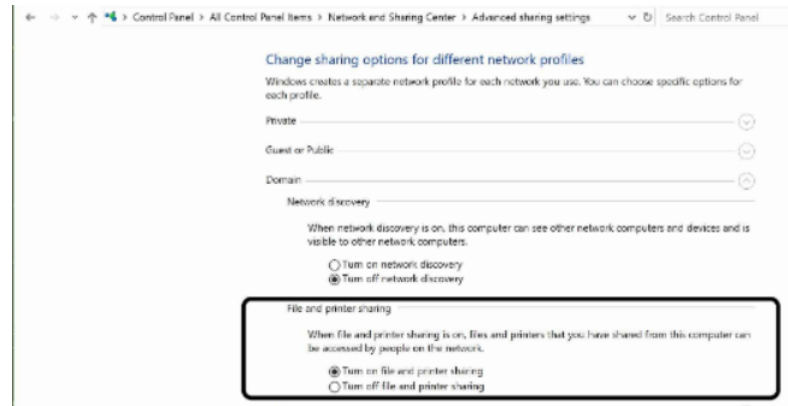 Control Panel > All Control Panel Items > Network and Sharing Center > Advanced sharing settings
Search Control Panel
Change sharing options for different network profiles
Windows creates a separate network profile for each network you use. You can choose specific options for
each profile.
Private
Guest or Public
Domain
Network discovery
When network discovery is on, this computer can see other network computers and devices and is
visible to other network computers.
Turn on network discovery
Turn off network discovery
File and printer sharing
When file and printer sharing is on, files and printers that you have shared from this computer can
be accessed by people on the network.
Turn on file and printer sharing
Turn off file and printer sharing